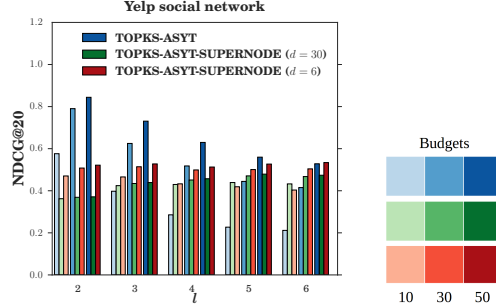 Yelp social network
TOPKS-ASYT
TOPKS-ASYT-SUPERNODE (d = 30)
TOPKS-ASYT-SUPERNODE (d = 6)
NDCG@20
1.2
1.0
0.8
0.6
0.4
0.2
0.0
2 3 4 5 6
l
Budgets
10 30 50